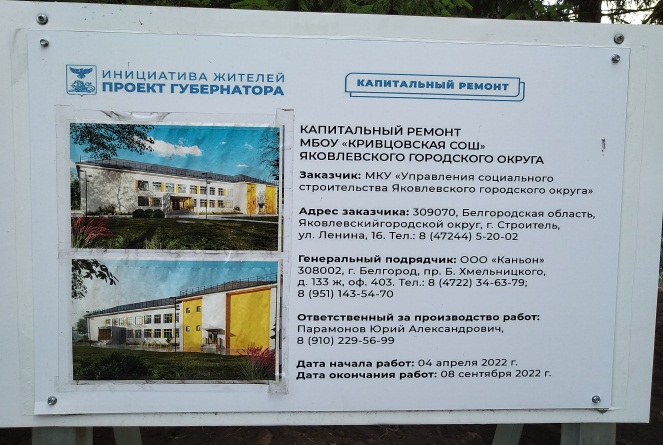 ИНИЦИАТИВА ЖИТЕЛЕЙ
ПРОЕКТ ГУБЕРНАТОРА
КАПИТАЛЬНЫЙ РЕМОНТ
КАПИТАЛЬНЫЙ РЕМОНТ
МБОУ «КРИВЦОВСКАЯ СОШ»
ЯКОВЛЕВСКОГО ГОРОДСКОГО ОКРУГА
Заказчик: МКУ «Управления социального
строительства Яковлевского городского округа»
Адрес заказчика: 309070, Белгородская область,
Яковлевскийгородской округ, г. Строитель,
ул. Ленина, 16. Тел.: 8 (47244) 5-20-02
Генеральный подрядчик: ООО «Каньон»
308002, г. Белгород, пр. Б. Хмельницкого,
д. 133 ж, оф. 403. Тел.: 8 (4722) 34-63-79;
8 (951) 143-54-70
Ответственный за производство работ:
Парамонов Юрий Александрович,
8 (910) 229-56-99
Дата начала работ: 04 апреля 2022 г.
Дата окончания работ: 08 сентября 2022 г.